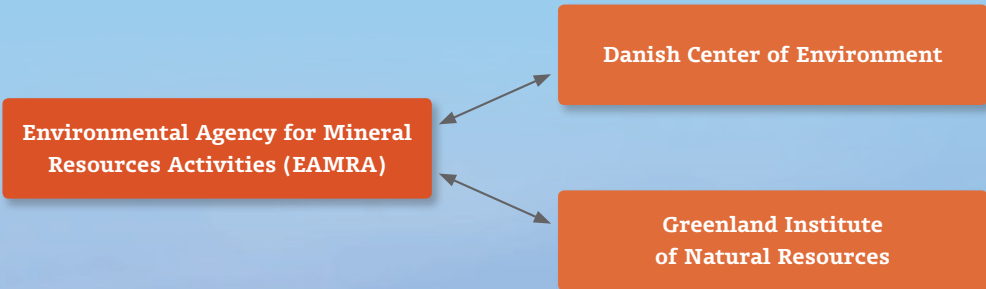 Danish Center of Environment
Environmental Agency for Mineral
Resources Activities (EAMRA)
Greenland Institute
of Natural Resources